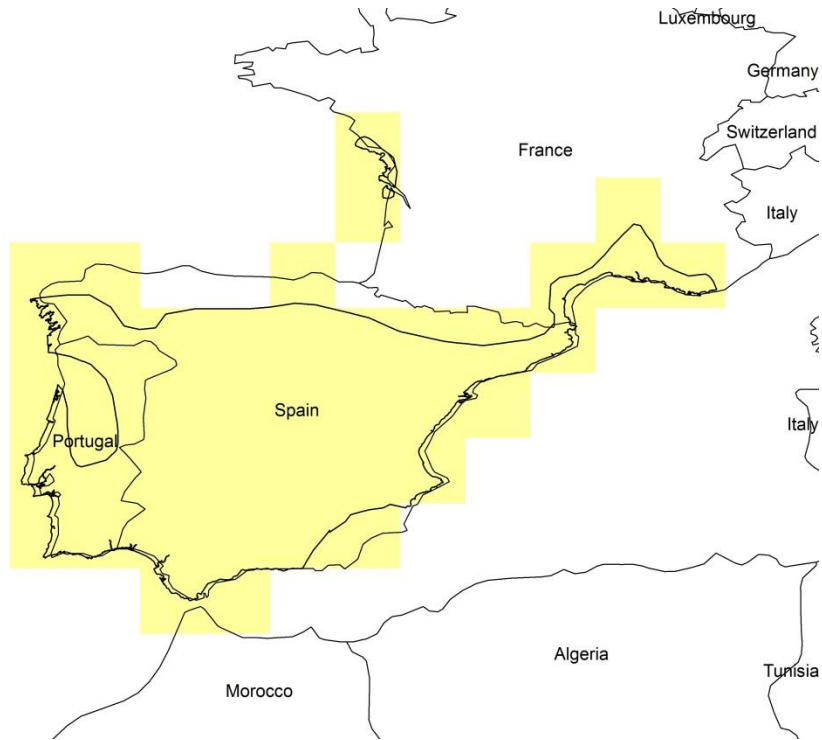 Luxembourg
Germany
Switzerland
France
Italy
Spain
Italy
Portugal
Algeria
Tunisia
Morocco